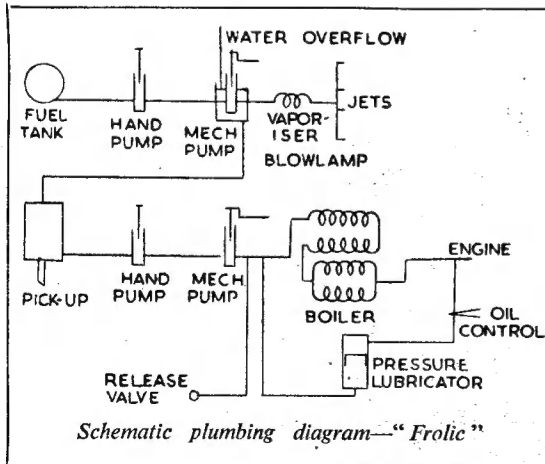 WATER OVERFLOW
FUEL
TANK
HAND
PUMP
MECH
PUMP
VAPOR-
ISER
BLOWLAMP
JETS
PICK-UP
HAND
PUMP
MECH
PUMP
BOILER
ENGINE
OIL
CONTROL
PRESSURE
LUBRICATOR
RELEASE
VALVE
Schematic plumbing diagram—"Frolic"